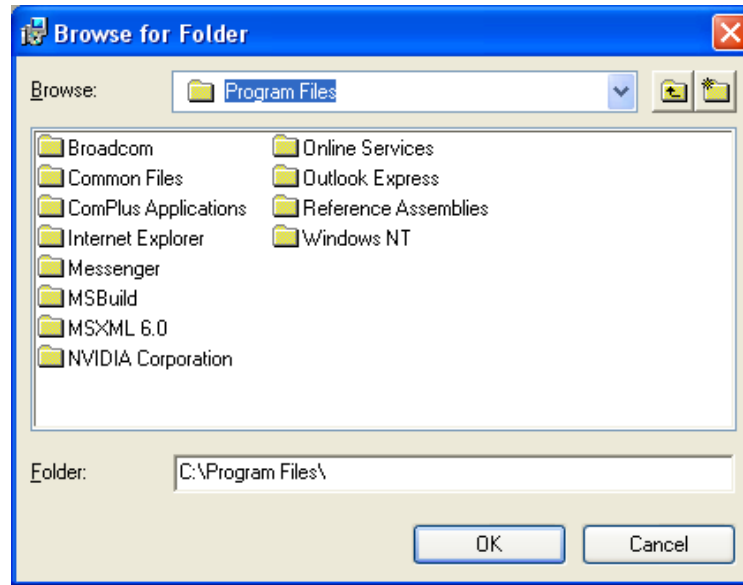 Browse for Folder
Browse: Program Files
Broadcom
Common Files
ComPlus Applications
Internet Explorer
Messenger
MSBuild
MSXML 6.0
NVIDIA Corporation
Online Services
Outlook Express
Reference Assemblies
Windows NT
Folder: C:\Program Files\
OK Cancel